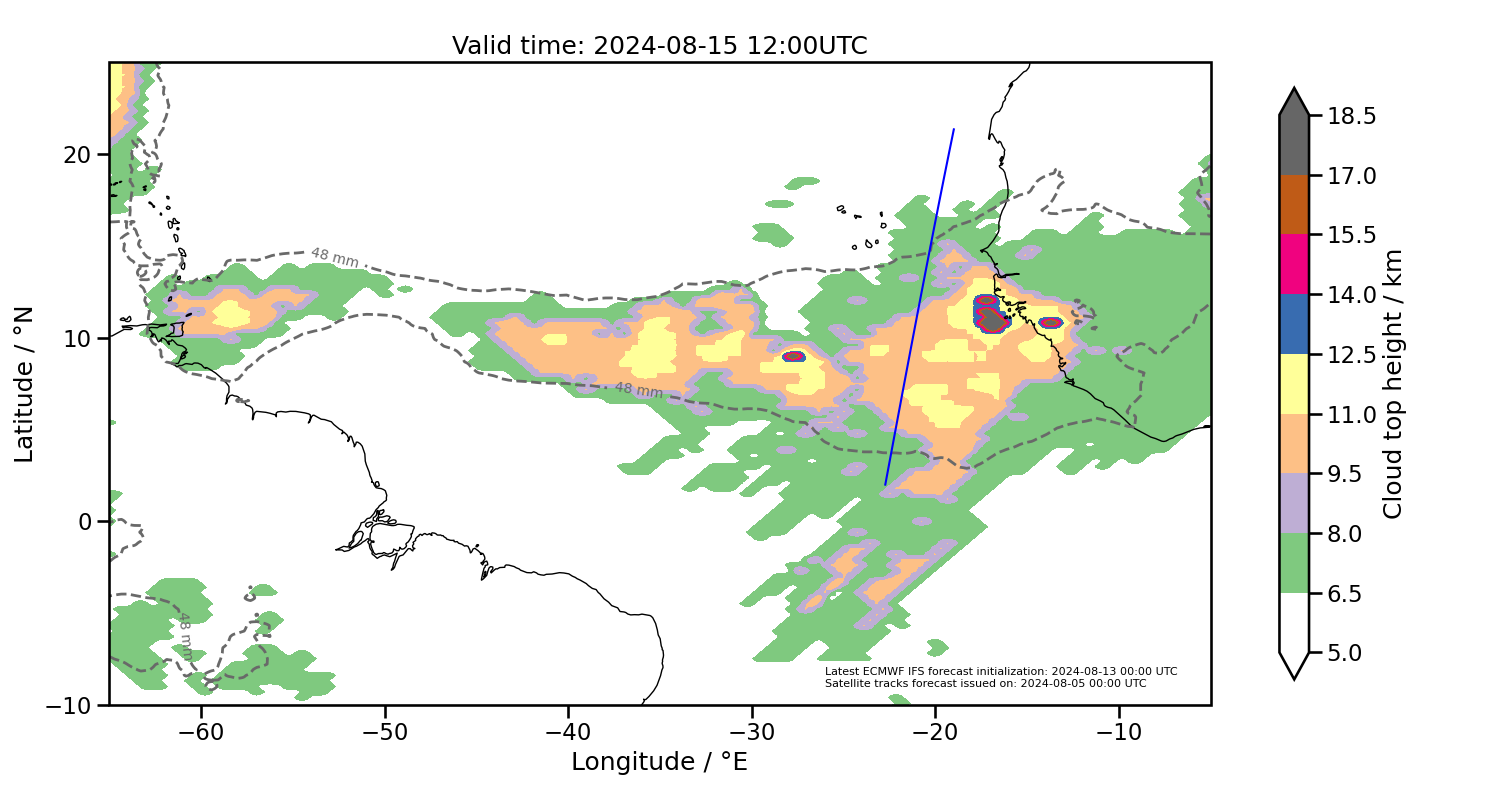 Valid time: 2024-08-15 12:00UTC
Latitude / °N
20
10
0
−10
48 mm
48 mm
48 mm
Latest ECMWF IFS forecast initialization: 2024-08-13 00:00 UTC
Satellite tracks forecast issued on: 2024-08-05 00:00 UTC
−60
−50
−40
−30
−20
−10
Longitude / °E
18.5
17.0
15.5
14.0
12.5
11.0
9.5
8.0
6.5
5.0
Cloud top height / km